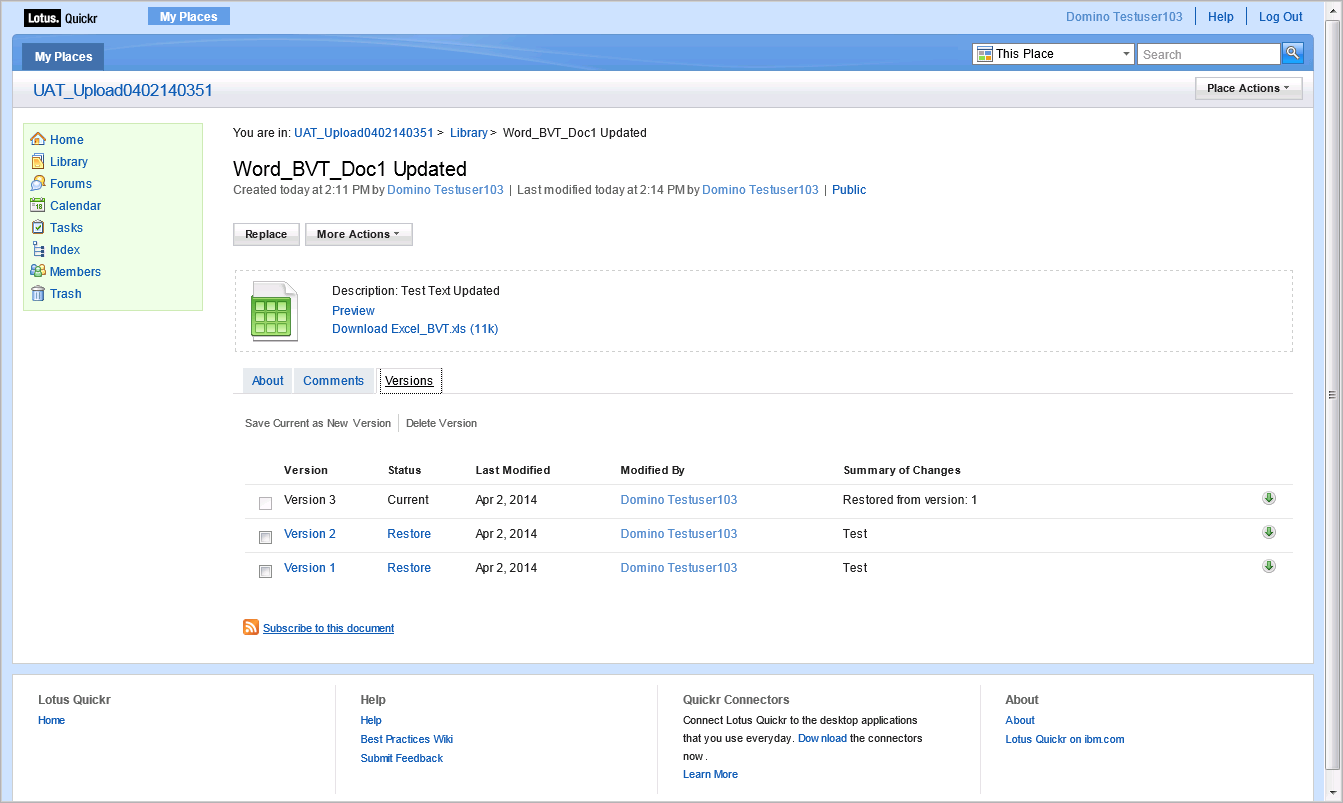 Lotus. Quickr My Places Domino Testuser103 Help Log Out
My Places This Place Search
UAT_Upload0402140351 Place Actions
Home
Library
Forums
Calendar
Tasks
Index
Members
Trash
You are in: UAT_Upload0402140351 > Library > Word_BVT_Doc1 Updated
Word_BVT_Doc1 Updated
Created today at 2:11 PM by Domino Testuser103 | Last modified today at 2:14 PM by Domino Testuser103 | Public
Replace More Actions
Description: Test Text Updated
Preview
Download Excel_BVT.xls (11k)
About Comments Versions
Save Current as New Version Delete Version
Version Status Last Modified Modified By Summary of Changes
Version 3 Current Apr 2, 2014 Domino Testuser103 Restored from version: 1
Version 2 Restore Apr 2, 2014 Domino Testuser103 Test
Version 1 Restore Apr 2, 2014 Domino Testuser103 Test
Subscribe to this document
Lotus Quickr
Home
Help
Help
Best Practices Wiki
Submit Feedback
Quickr Connectors
Connect Lotus Quickr to the desktop applications
that you use everyday. Download the connectors
now .
Learn More
About
About
Lotus Quickr on ibm.com